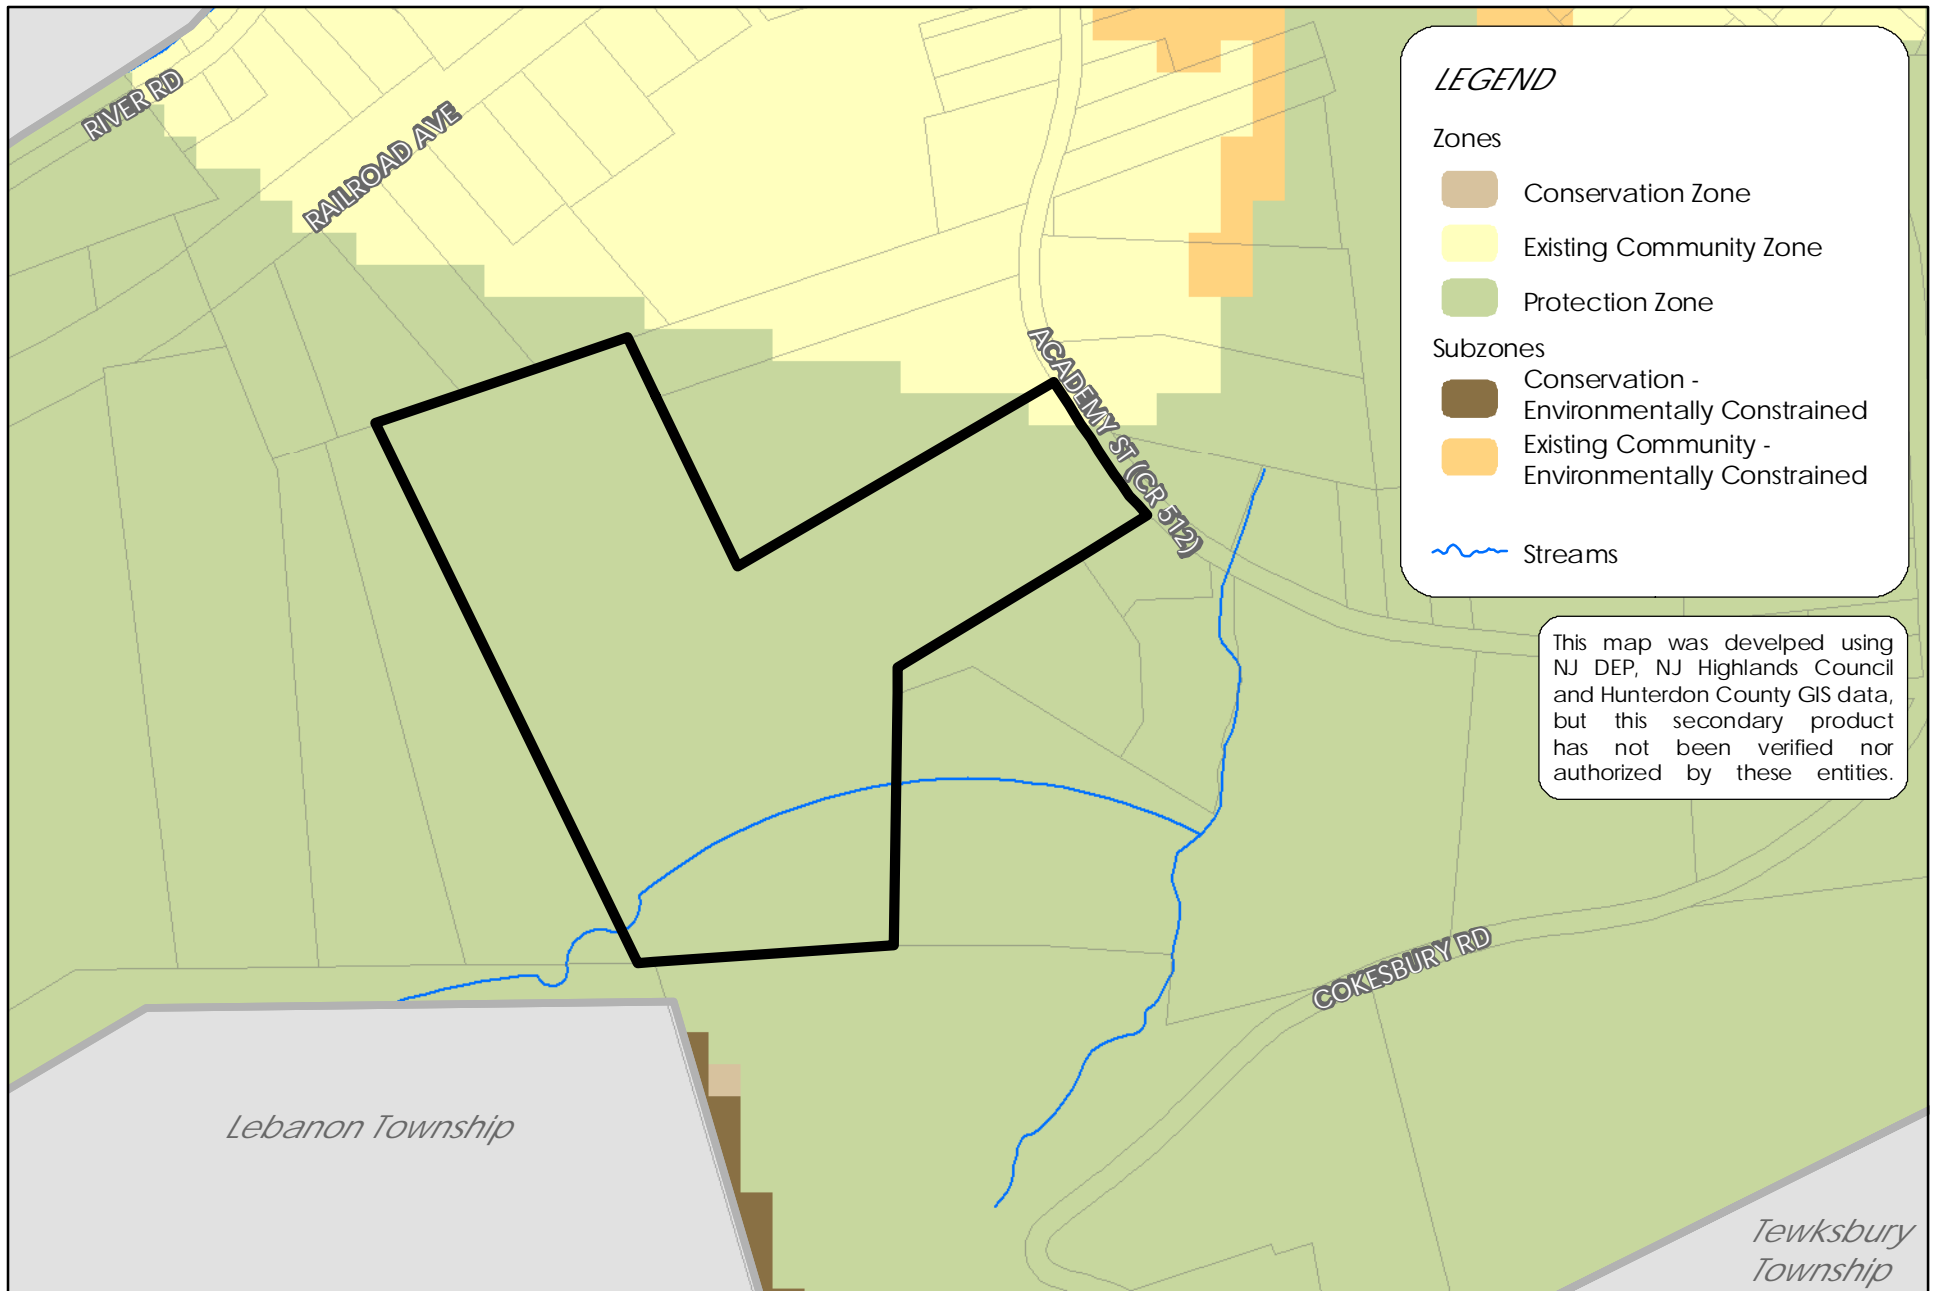 RIVER RD
RAILROAD AVE
ACADEMY ST (CR 512)
LEGEND
Zones
Conservation Zone
Existing Community Zone
Protection Zone
Subzones
Conservation -
Environmentally Constrained
Existing Community -
Environmentally Constrained
Streams
This map was develped using
NJ DEP, NJ Highlands Council
and Hunterdon County GIS data,
but this secondary product
has not been verified nor
authorized by these entities.
COKESBURY RD
Lebanon Township
Tewksbury
Township